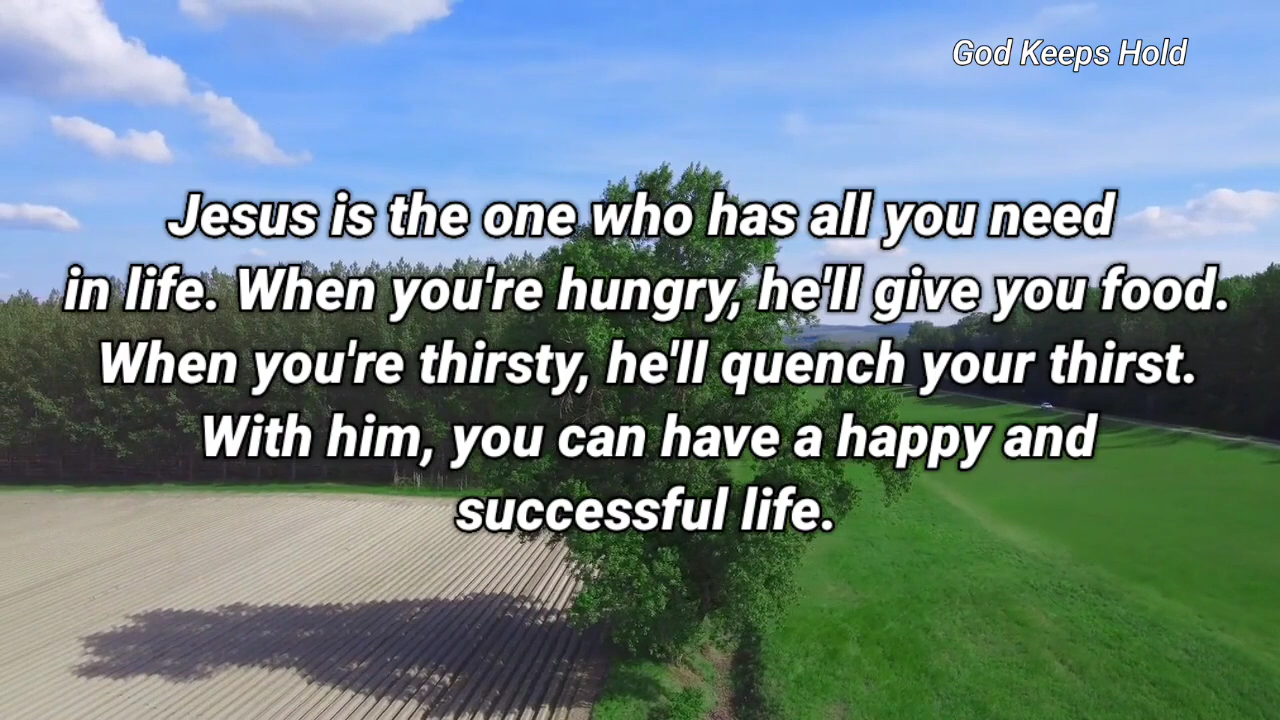 God Keeps Hold
Jesus is the one who has all you need
in life. When you're hungry, he'll give you food.
When you're thirsty, he'll quench your thirst.
With him, you can have a happy and
successful life.